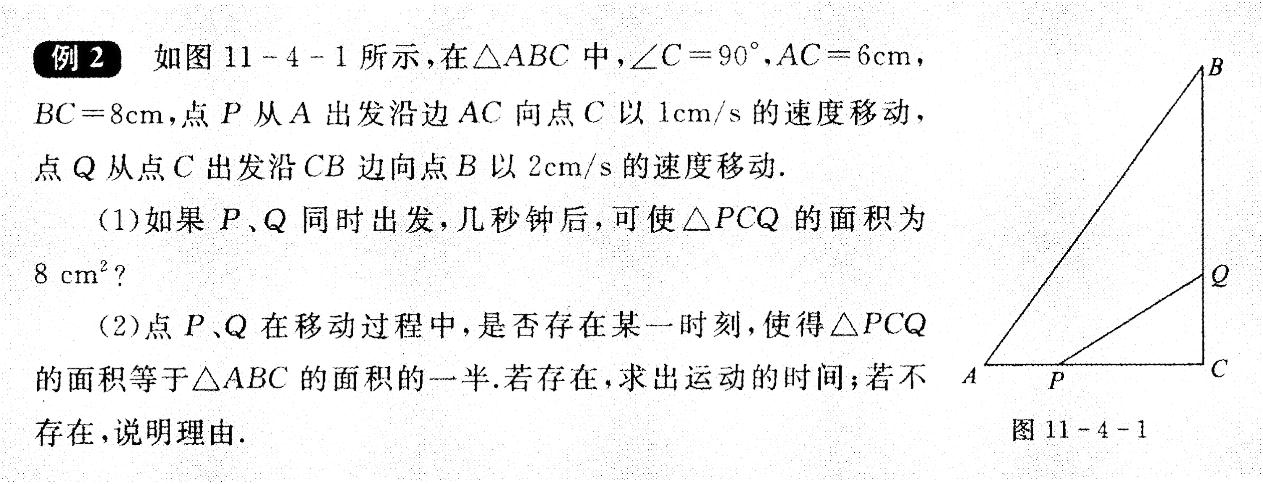 例 2 如图 11-4-1 所示,在△ABC 中,∠C=90°,AC=6cm,
BC=8cm,点 P 从 A 出发沿边 AC 向点 C 以 1cm/s 的速度移动,
点 Q 从点 C 出发沿 CB 边向点 B 以 2cm/s 的速度移动.
(1)如果 P、Q 同时出发,几秒钟后,可使△PCQ 的面积为
8 cm²?
(2)点 P、Q 在移动过程中,是否存在某一时刻,使得△PCQ
的面积等于△ABC 的面积的一半.若存在,求出运动的时间;若不
存在,说明理由.
B
Q
A
P
C
图 11-4-1